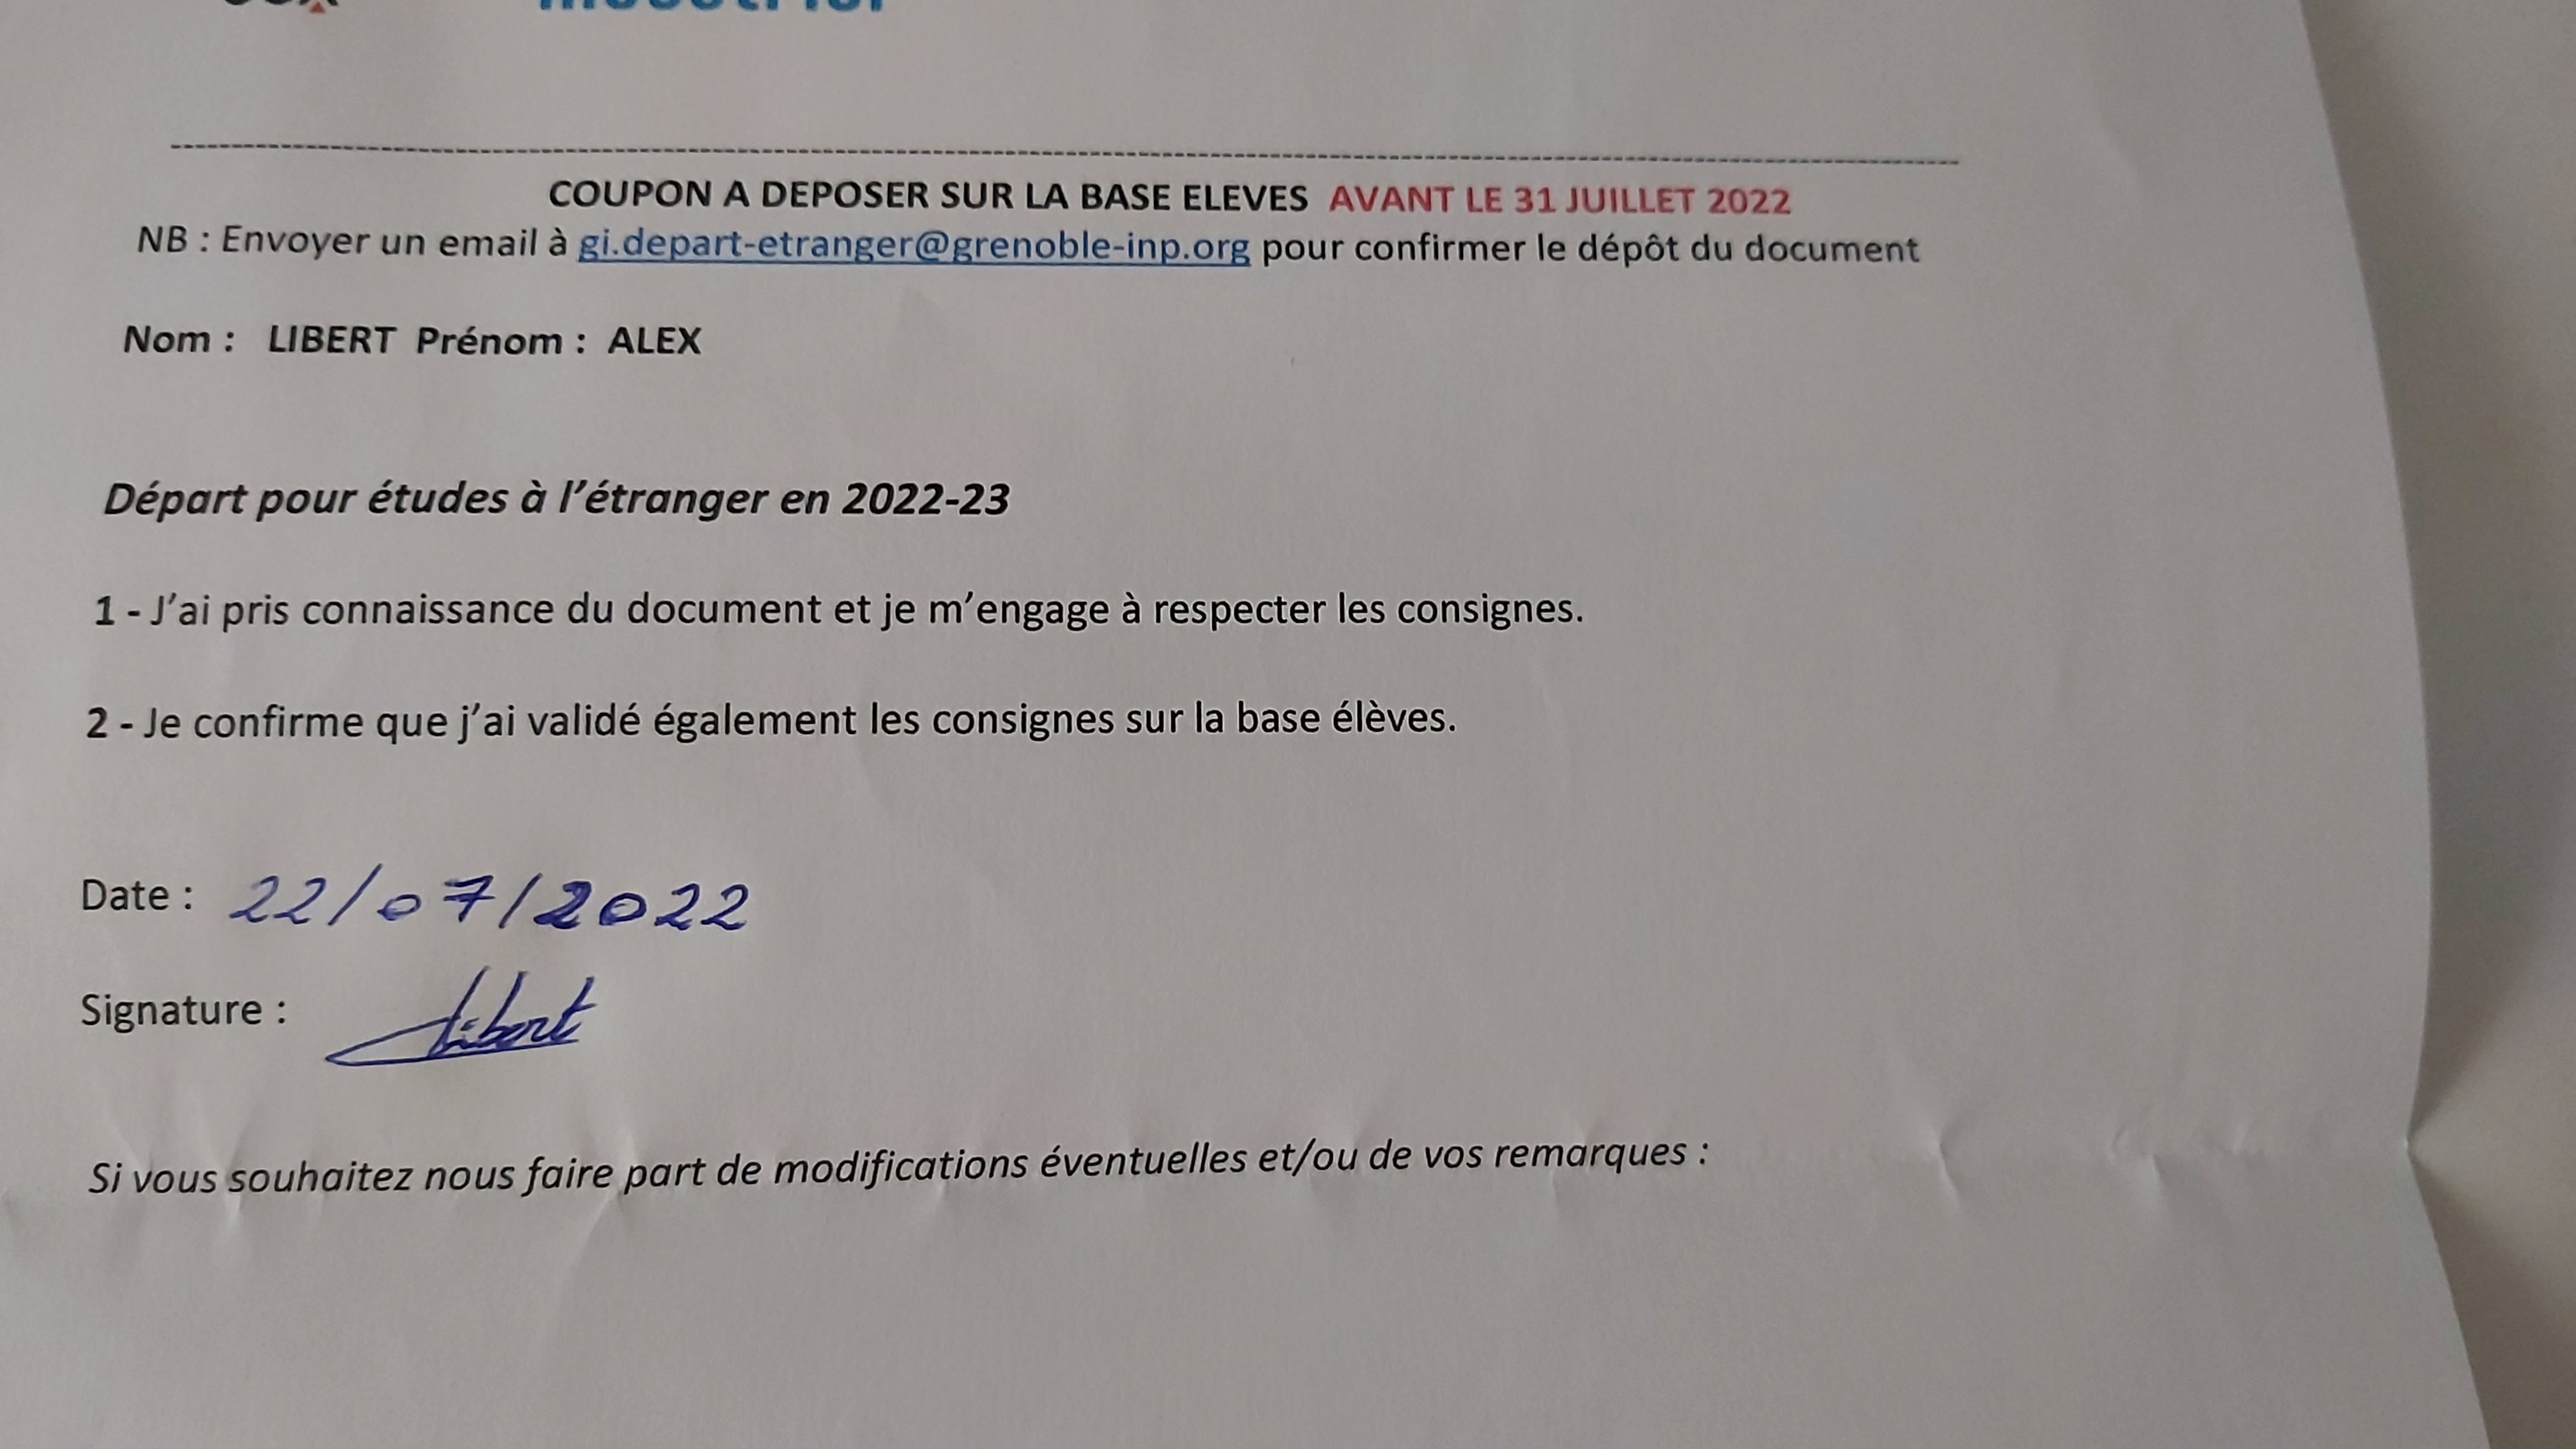 COUPON A DEPOSER SUR LA BASE ELEVES AVANT LE 31 JUILLET 2022
NB : Envoyer un email à gi.depart-etranger@grenoble-inp.org pour confirmer le dépôt du document
Nom : LIBERT Prénom : ALEX
Départ pour études à l'étranger en 2022-23
1 - J'ai pris connaissance du document et je m'engage à respecter les consignes.
2 - Je confirme que j'ai validé également les consignes sur la base élèves.
Date : 22/07/2022
Signature : Libert
Si vous souhaitez nous faire part de modifications éventuelles et/ou de vos remarques :